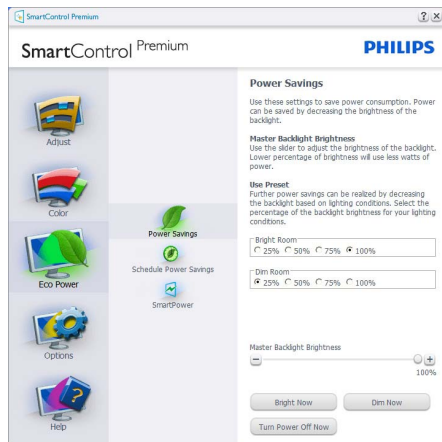 SmartControl Premium
SmartControl Premium
PHILIPS
Adjust
Color
Eco Power
Options
Help
Power Savings
Schedule Power Savings
SmartPower
Power Savings
Use these settings to save power consumption. Power
can be saved by decreasing the brightness of the
backlight.
Master Backlight Brightness
Use the slider to adjust the brightness of the backlight.
Lower percentage of brightness will use less watts of
power.
Use Preset
Further power savings can be realized by decreasing
the backlight based on lighting conditions. Select the
percentage of the backlight brightness for your lighting
conditions.
Bright Room
25% 50% 75% 100%
Dim Room
25% 50% 75% 100%
Master Backlight Brightness
100%
Bright Now Dim Now
Turn Power Off Now